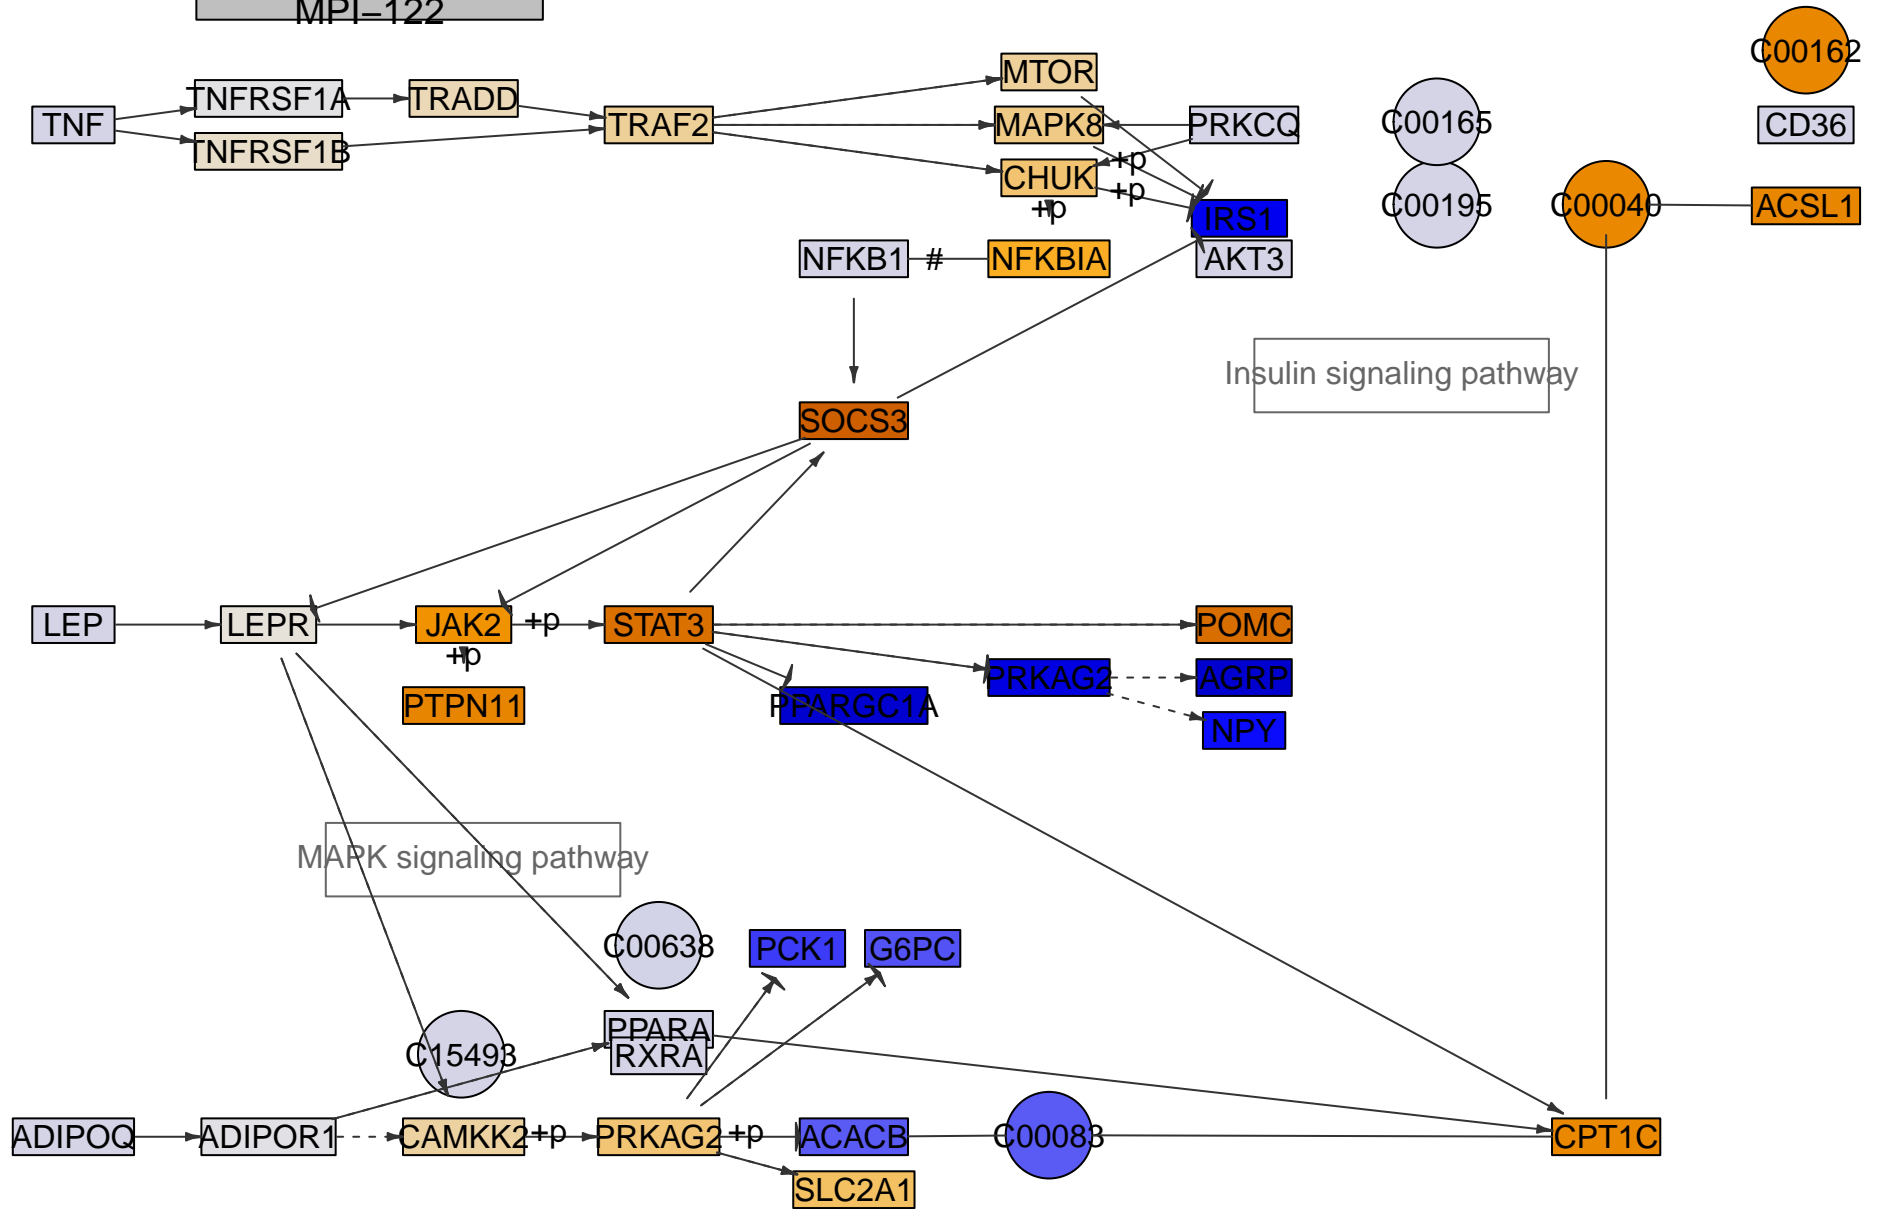 MPI–122
C00162
TNF
TNFRSF1A
TNFRSF1B
TRADD
TRAF2
MTOR
MAPK8
CHUK
PRKCQ
+p
+p
+p
IRS1
C00165
C00195
C00040
CD36
ACSL1
NFKB1
#
NFKBIA
AKT3
Insulin signaling pathway
SOCS3
LEP
LEPR
JAK2
+p
STAT3
POMC
+p
PTPN11
PPARGC1A
PRKAG2
AGRP
NPY
MAPK signaling pathway
C00638
PCK1
G6PC
C15493
PPARA
RXRA
ADIPOQ
ADIPOR1
CAMKK2
+p
PRKAG2
+p
ACACB
C00083
CPT1C
SLC2A1